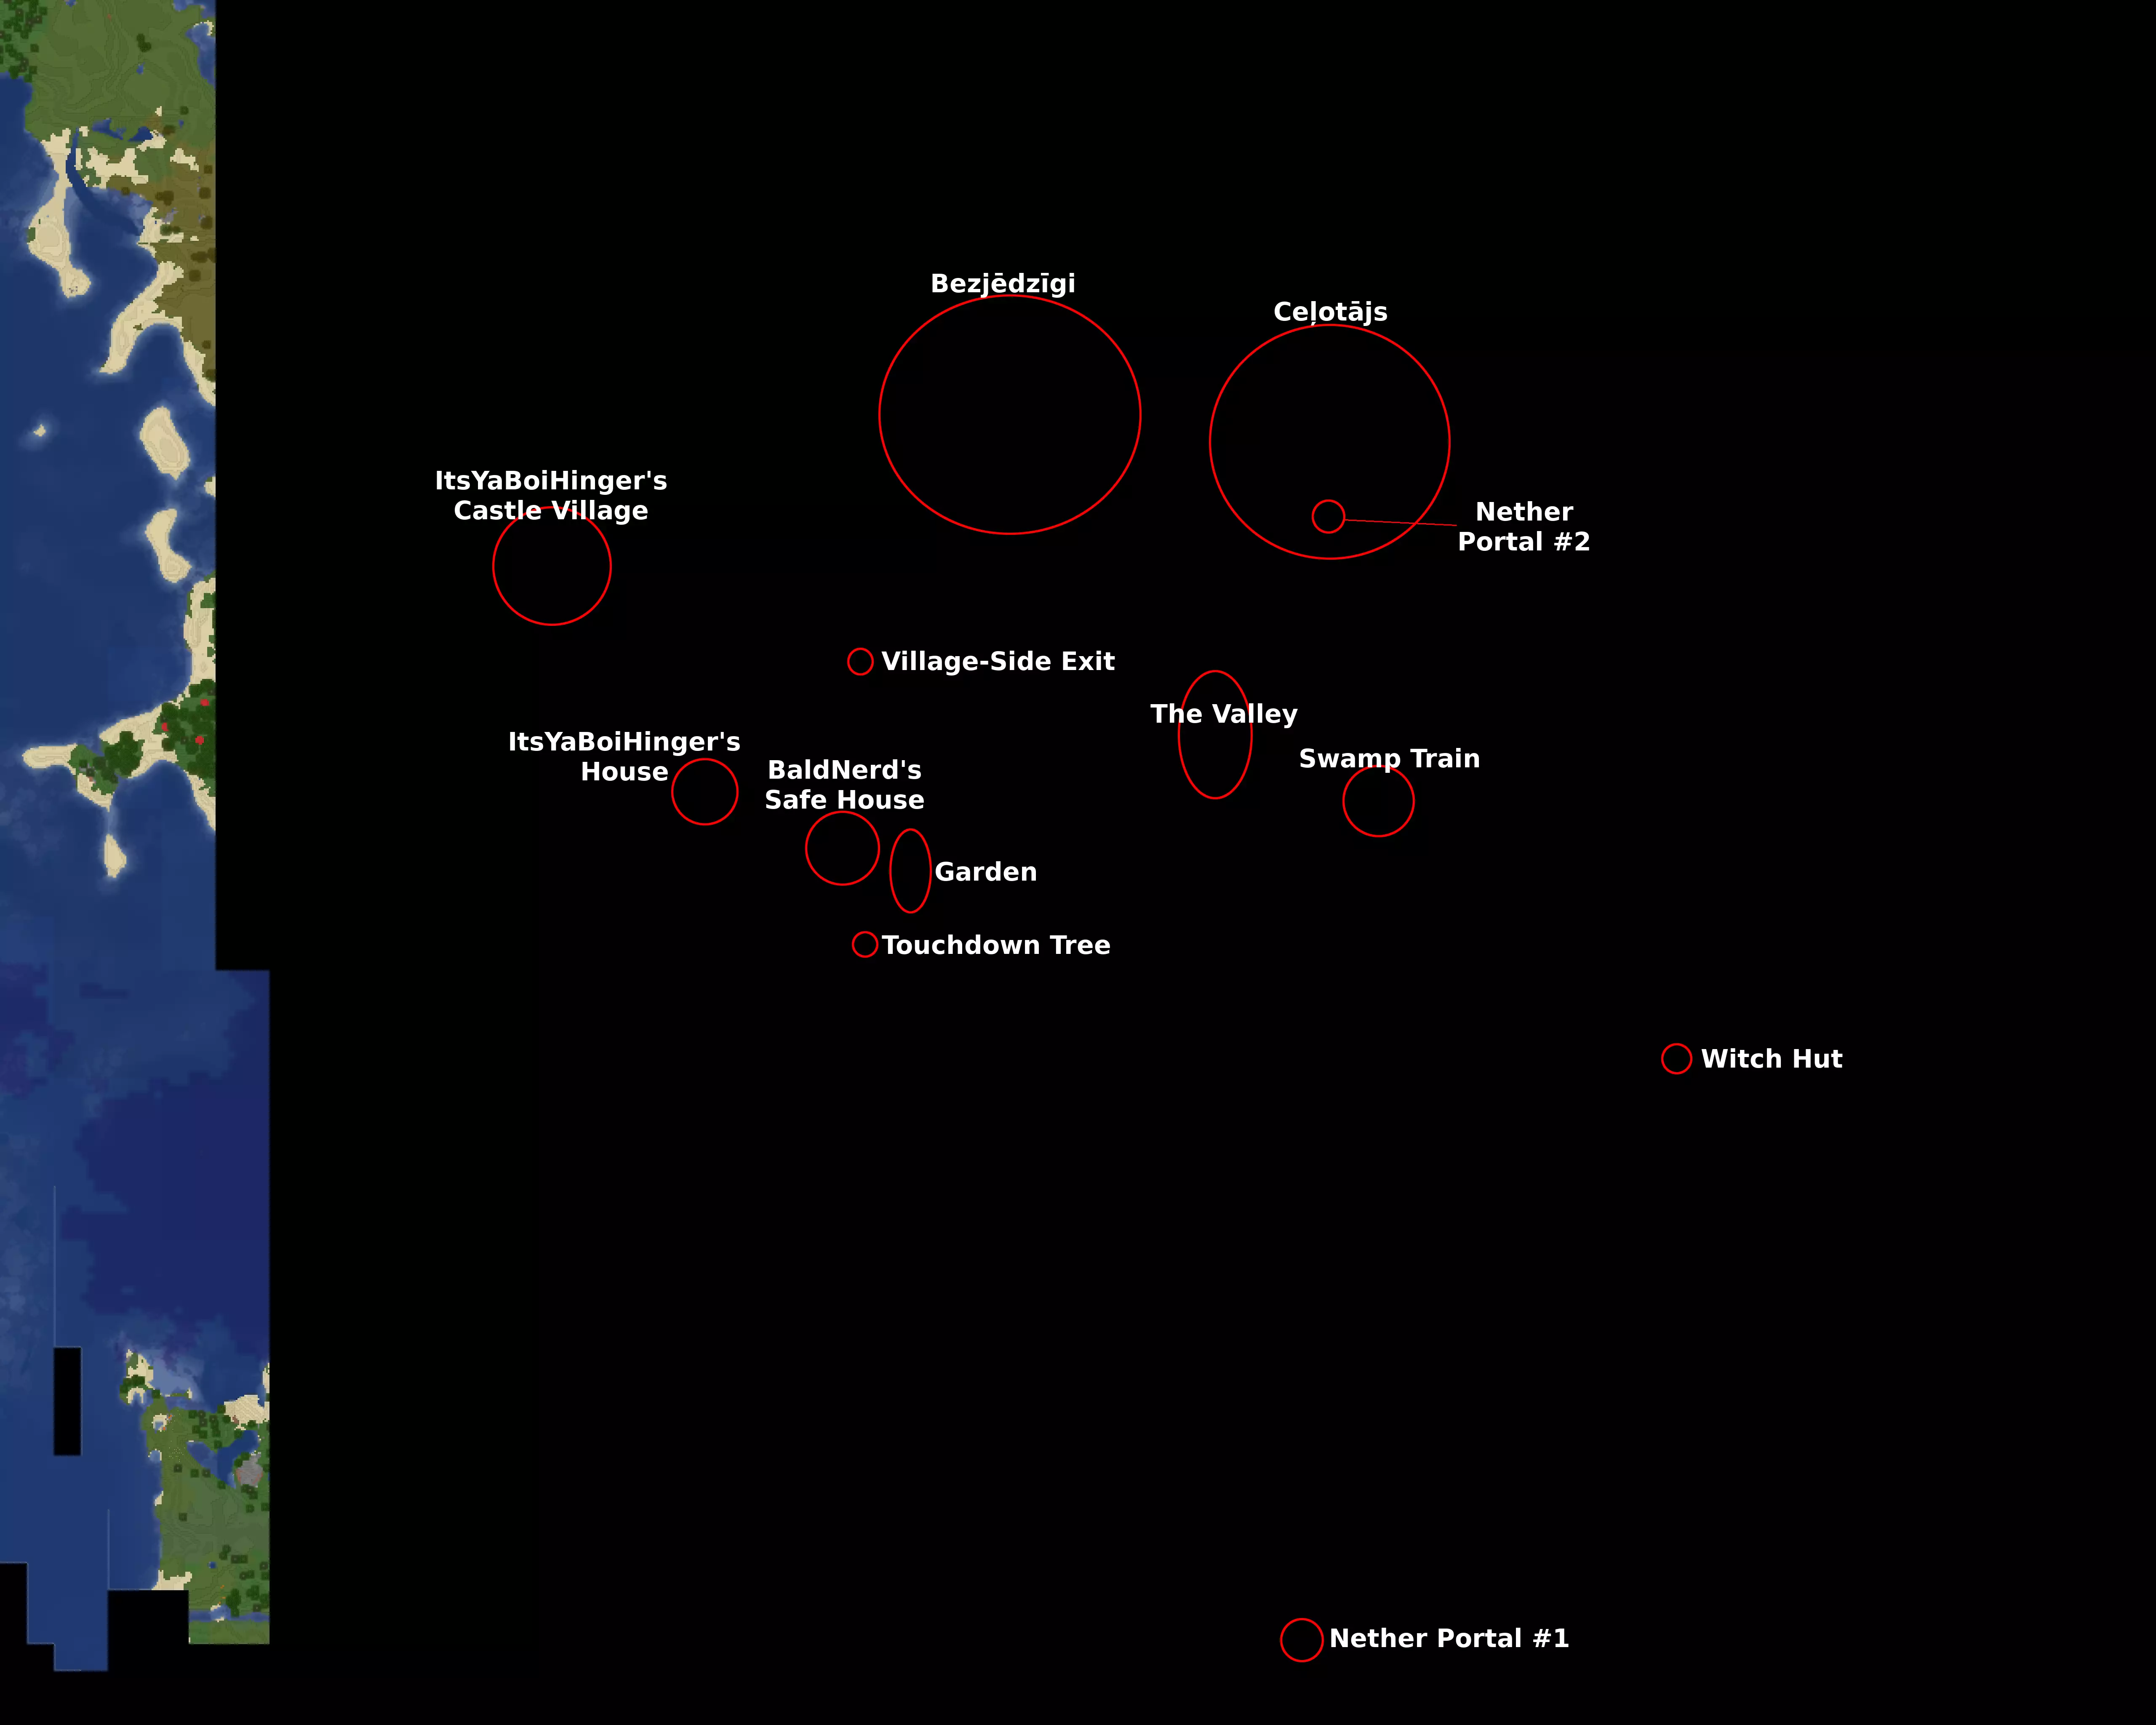 Bezjēdzīgi
Ceļotājs
ItsYaBoiHinger's
Castle Village
Nether
Portal #2
Village-Side Exit
The Valley
ItsYaBoiHinger's
House
Swamp Train
BaldNerd's
Safe House
Garden
Touchdown Tree
Witch Hut
Nether Portal #1